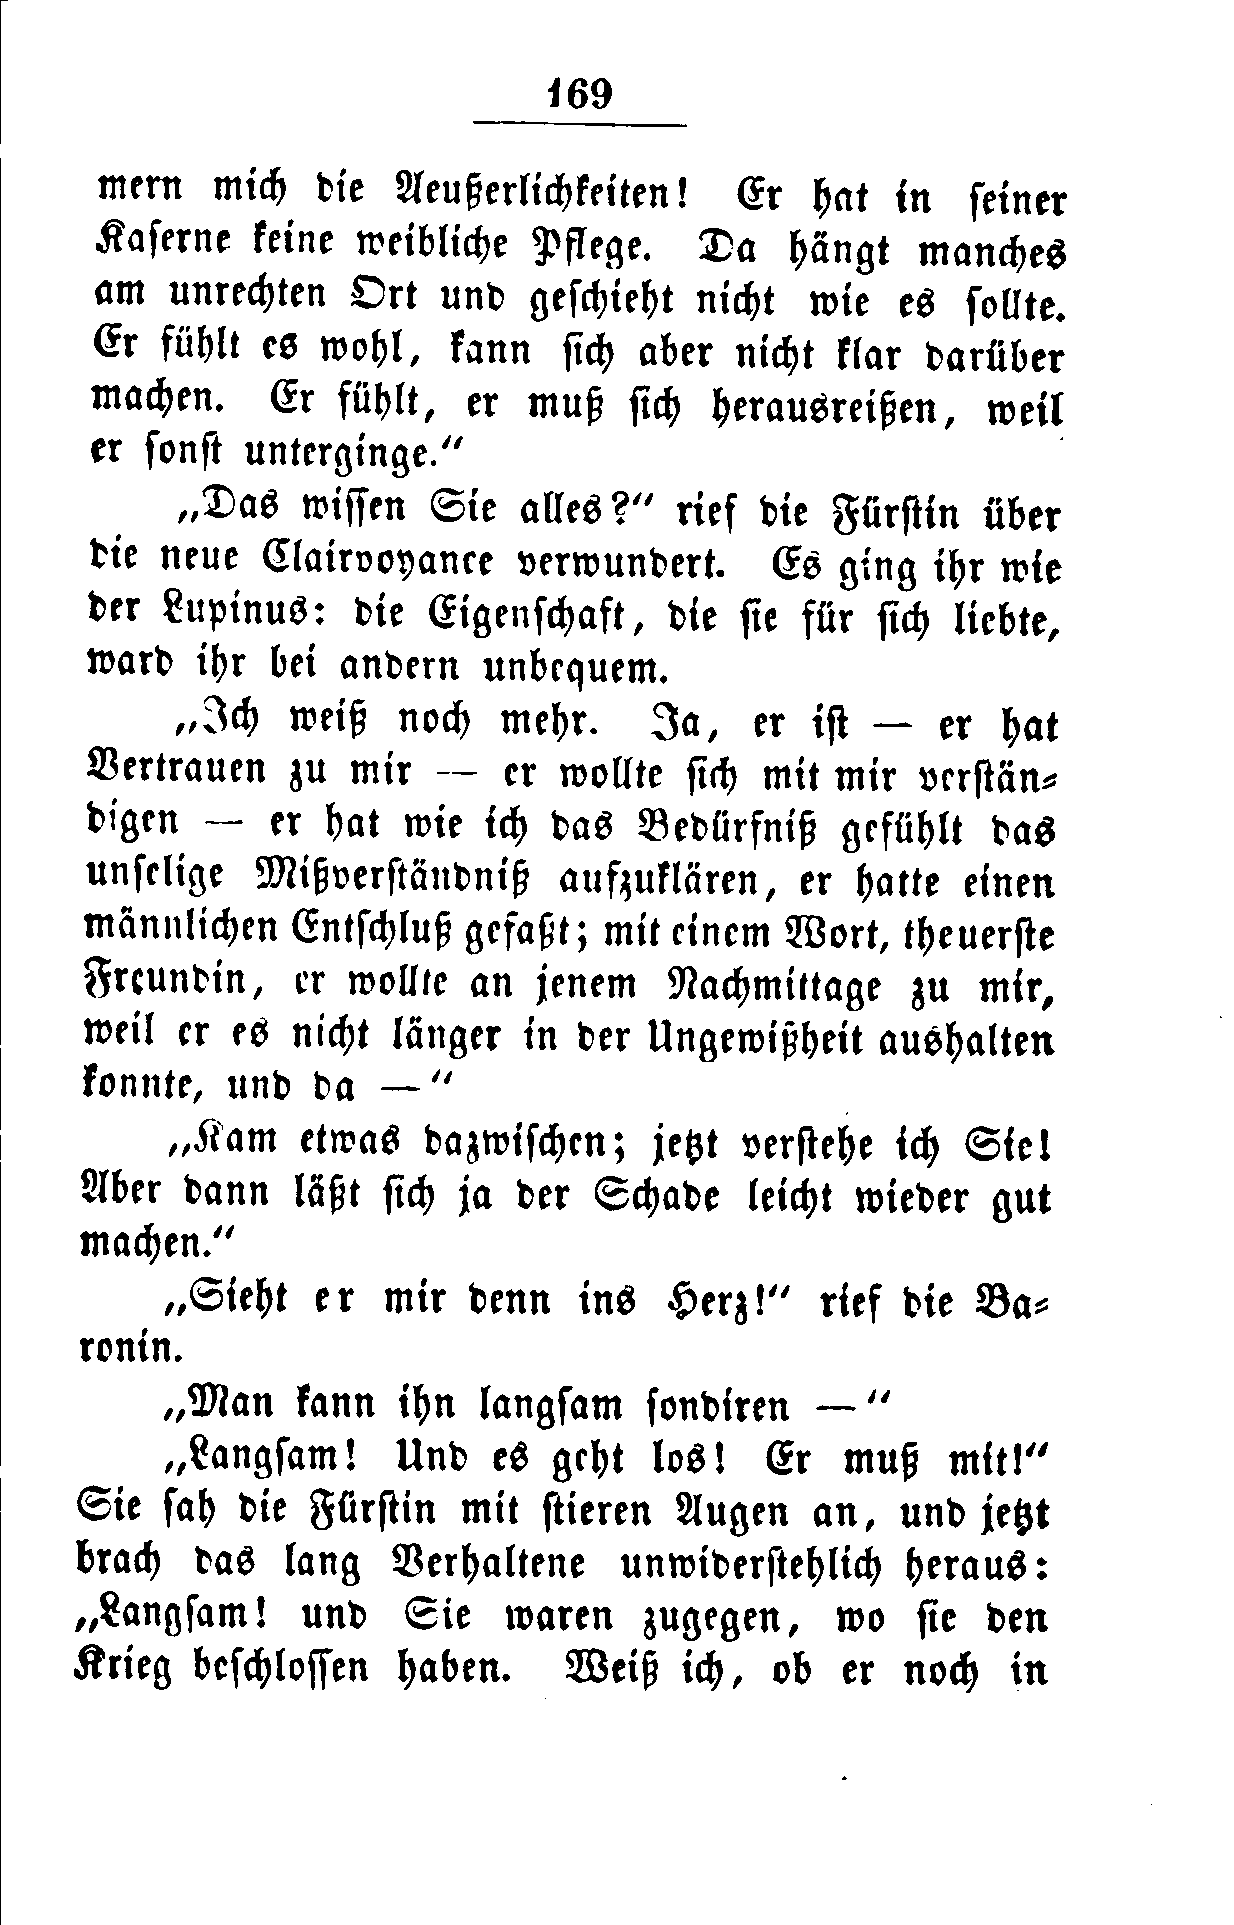 169
mern mich die Aeußerlichkeiten! Er hat in seiner
Kaserne keine weibliche Pflege. Da hängt manches
am unrechten Ort und geschieht nicht wie es sollte.
Er fühlt es wohl, kann sich aber nicht klar darüber
machen. Er fühlt, er muß sich herausreißen, weil
er sonst unterginge.“
„Das wissen Sie alles?“ rief die Fürstin über
die neue Clairvoyance verwundert. Es ging ihr wie
der Lupinus: die Eigenschaft, die sie für sich liebte,
ward ihr bei andern unbequem.
„Ich weiß noch mehr. Ja, er ist — er hat
Vertrauen zu mir — er wollte sich mit mir verstän⸗
digen — er hat wie ich das Bedürfniß gefühlt das
unselige Mißverständniß aufzuklären, er hatte einen
männlichen Entschluß gefaßt; mit einem Wort, theuerste
Freundin, er wollte an jenem Nachmittage zu mir,
weil er es nicht länger in der Ungewißheit aushalten
konnte, und da —“
„Kam etwas dazwischen; jetzt verstehe ich Sie!
Aber dann läßt sich ja der Schade leicht wieder gut
machen.“
„Sieht er mir denn ins Herz!“ rief die Ba⸗
ronin.
„Man kann ihn langsam sondiren —“
„Langsam! Und es geht los! Er muß mit!“
Sie sah die Fürstin mit stieren Augen an, und jetzt
brach das lang Verhaltene unwiderstehlich heraus:
„Langsam! und Sie waren zugegen, wo sie den
Krieg beschlossen haben. Weiß ich, ob er noch in